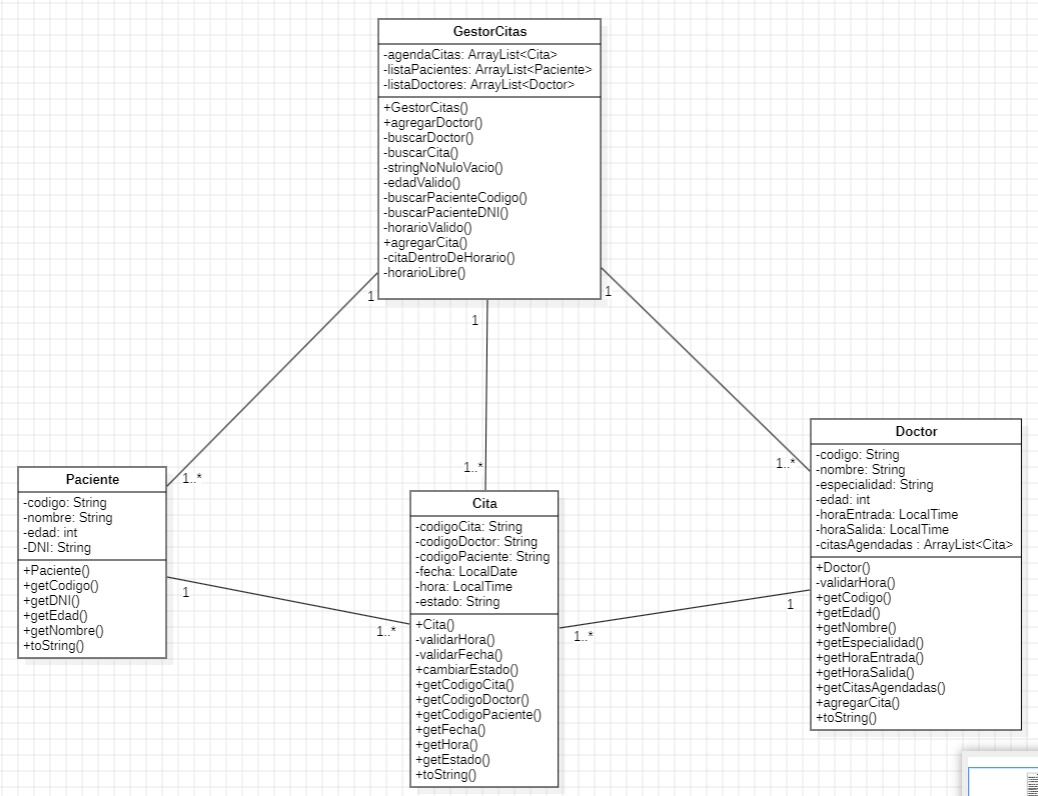 GestorCitas
-agendaCitas: ArrayList<Cita>
-listaPacientes: ArrayList<Paciente>
-listaDoctores: ArrayList<Doctor>
+GestorCitas()
+agregarDoctor()
-buscarDoctor()
-buscarCita()
-stringNoNuloVacio()
-edadValido()
-buscarPacienteCodigo()
-buscarPacienteDNI()
-horarioValido()
+agregarCita()
-citaDentroDeHorario()
-horarioLibre()
1
1
1
1..*
1..*
1..*
Paciente
-codigo: String
-nombre: String
-edad: int
-DNI: String
+Paciente()
+getCodigo()
+getDNI()
+getEdad()
+getNombre()
+toString()
1
1..*
Cita
-codigoCita: String
-codigoDoctor: String
-codigoPaciente: String
-fecha: LocalDate
-hora: LocalTime
-estado: String
+Cita()
-validarHora()
-validarFecha()
+cambiarEstado()
+getCodigoCita()
+getCodigoDoctor()
+getCodigoPaciente()
+getFecha()
+getHora()
+getEstado()
+toString()
1..*
1
Doctor
-codigo: String
-nombre: String
-especialidad: String
-edad: int
-horaEntrada: LocalTime
-horaSalida: LocalTime
-citasAgendadas : ArrayList<Cita>
+Doctor()
-validarHora()
+getCodigo()
+getEdad()
+getNombre()
+getEspecialidad()
+getHoraEntrada()
+getHoraSalida()
+getCitasAgendadas()
+agregarCita()
+toString()